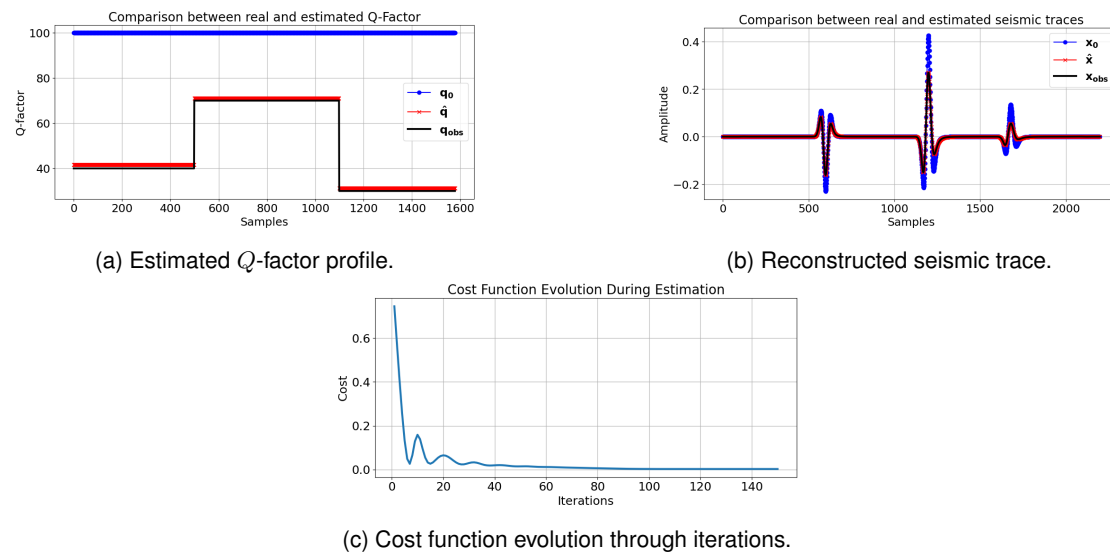 Comparison between real and estimated Q-Factor
100
80
60
40
Q-factor
q₀
q̂
q_obs
0 200 400 600 800 1000 1200 1400 1600
Samples
(a) Estimated Q-factor profile.
Comparison between real and estimated seismic traces
0.4
0.2
0.0
−0.2
Amplitude
x₀
x̂
x_obs
0 500 1000 1500 2000
Samples
(b) Reconstructed seismic trace.
Cost Function Evolution During Estimation
0.6
0.4
0.2
0.0
Cost
0 20 40 60 80 100 120 140
Iterations
(c) Cost function evolution through iterations.